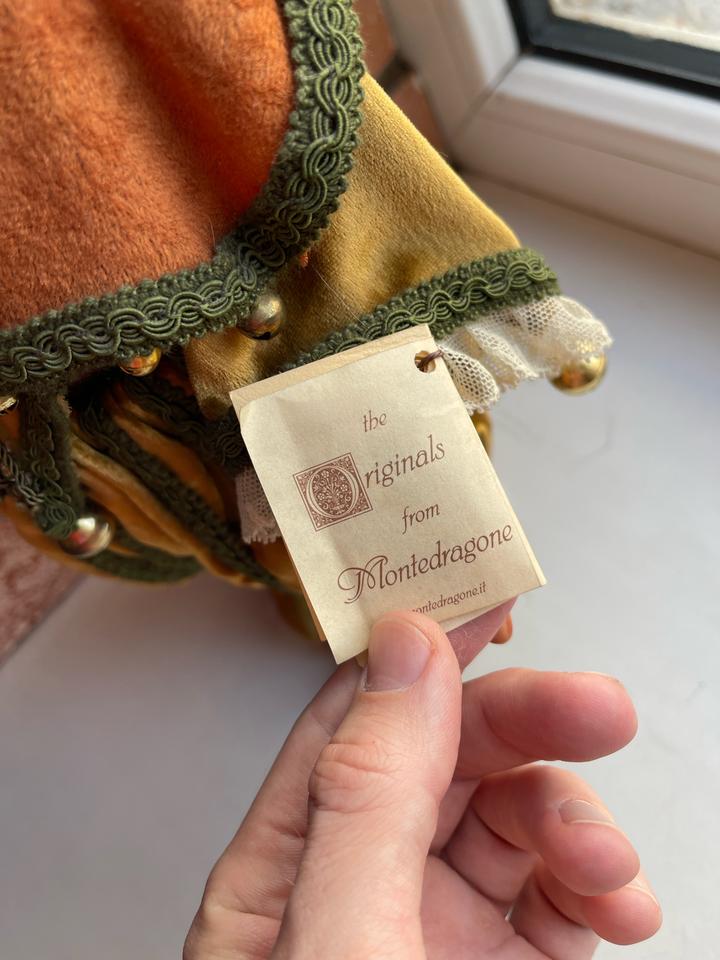 the
Originals
from
Montedragone
ontedragone.it